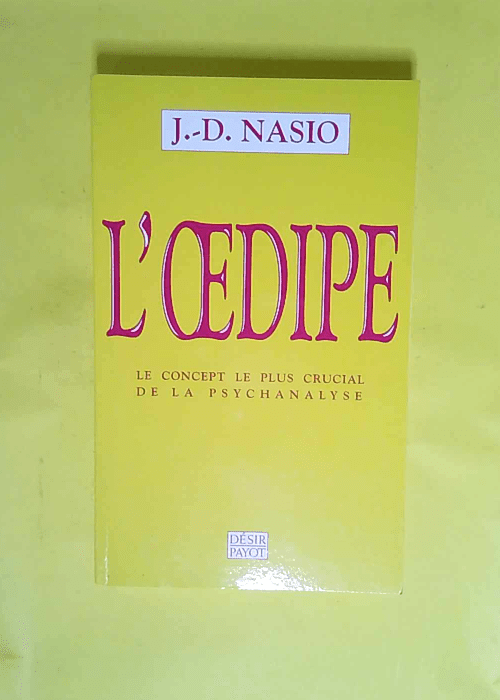 J.-D. NASIO
L'ŒDIPE
LE CONCEPT LE PLUS CRUCIAL
DE LA PSYCHANALYSE
DÉSIR
PAYOT